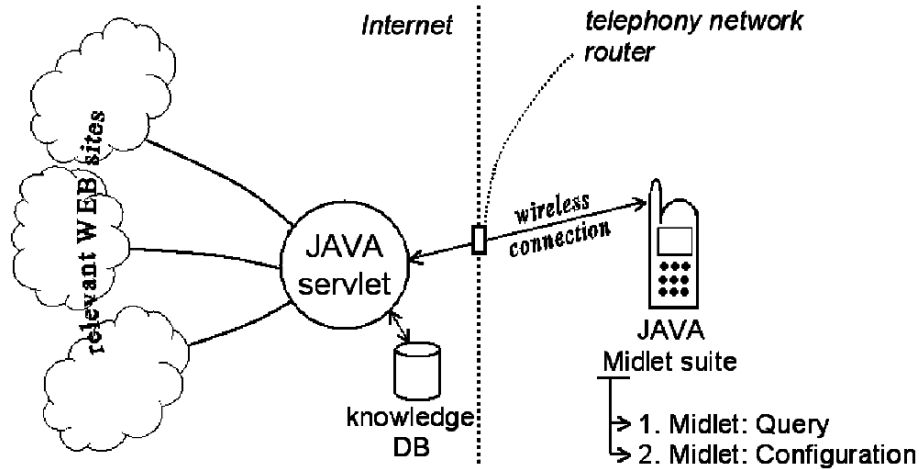 Internet
telephony network
router
relevant WEB sites
JAVA
servlet
wireless
connection
knowledge
DB
JAVA
Midlet suite
1. Midlet: Query
2. Midlet: Configuration